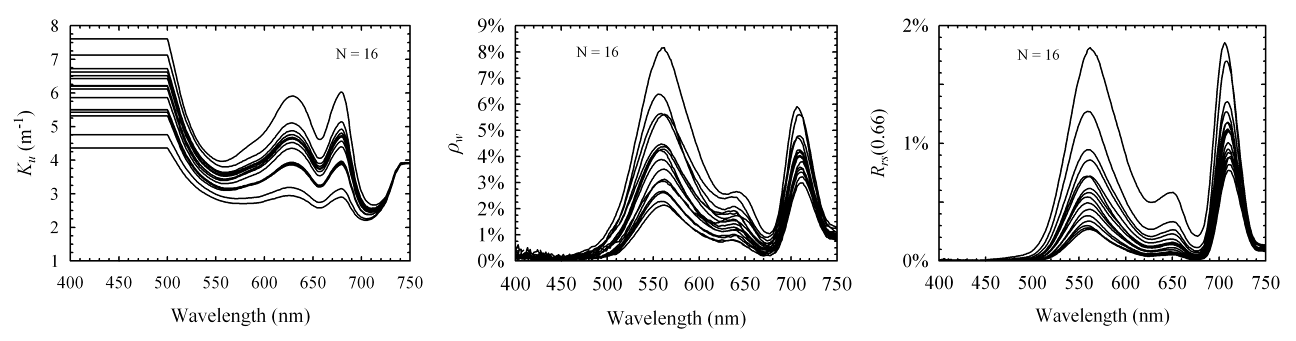 8
7
6
5
4
3
2
1
K_u (m⁻¹)
N = 16
400 450 500 550 600 650 700 750
Wavelength (nm)
9%
8%
7%
6%
5%
4%
3%
2%
1%
0%
ρ_w
N = 16
400 450 500 550 600 650 700 750
Wavelength (nm)
2%
1%
0%
R_rs(0.66)
N = 16
400 450 500 550 600 650 700 750
Wavelength (nm)